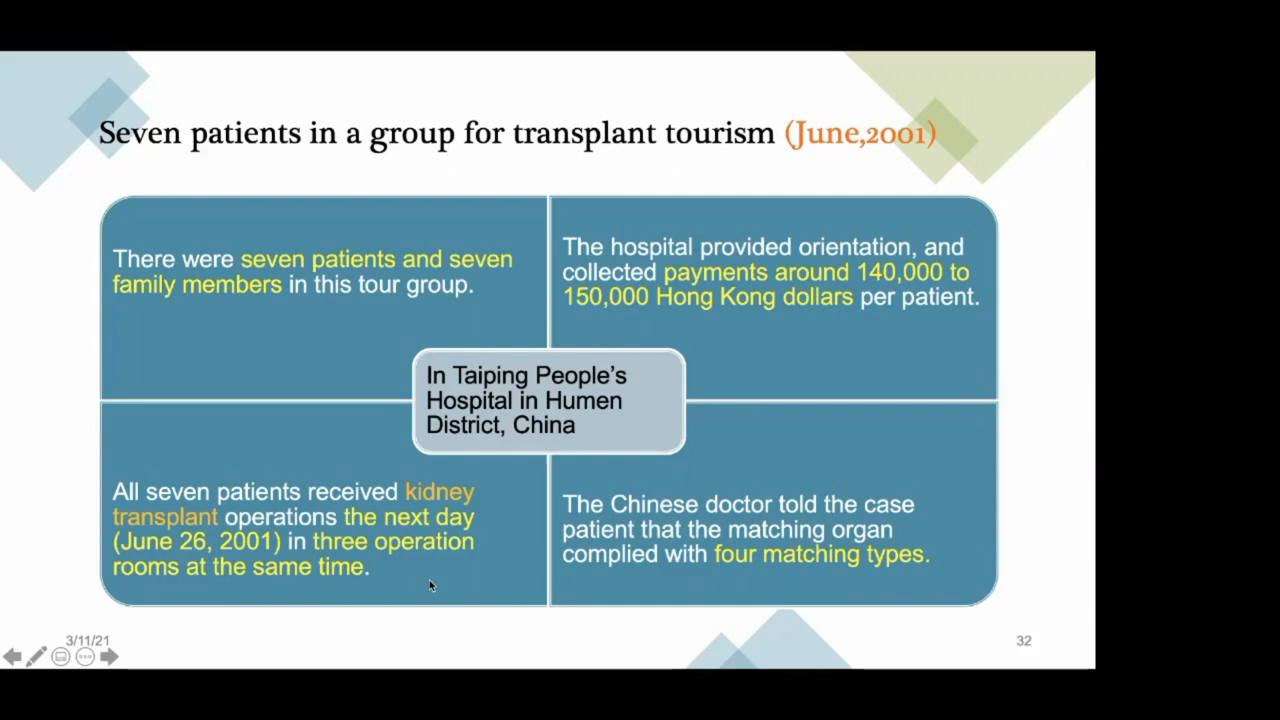 Seven patients in a group for transplant tourism (June,2001)
There were seven patients and seven
family members in this tour group.
The hospital provided orientation, and
collected payments around 140,000 to
150,000 Hong Kong dollars per patient.
In Taiping People’s
Hospital in Humen
District, China
All seven patients received kidney
transplant operations the next day
(June 26, 2001) in three operation
rooms at the same time.
The Chinese doctor told the case
patient that the matching organ
complied with four matching types.
3/11/21
32